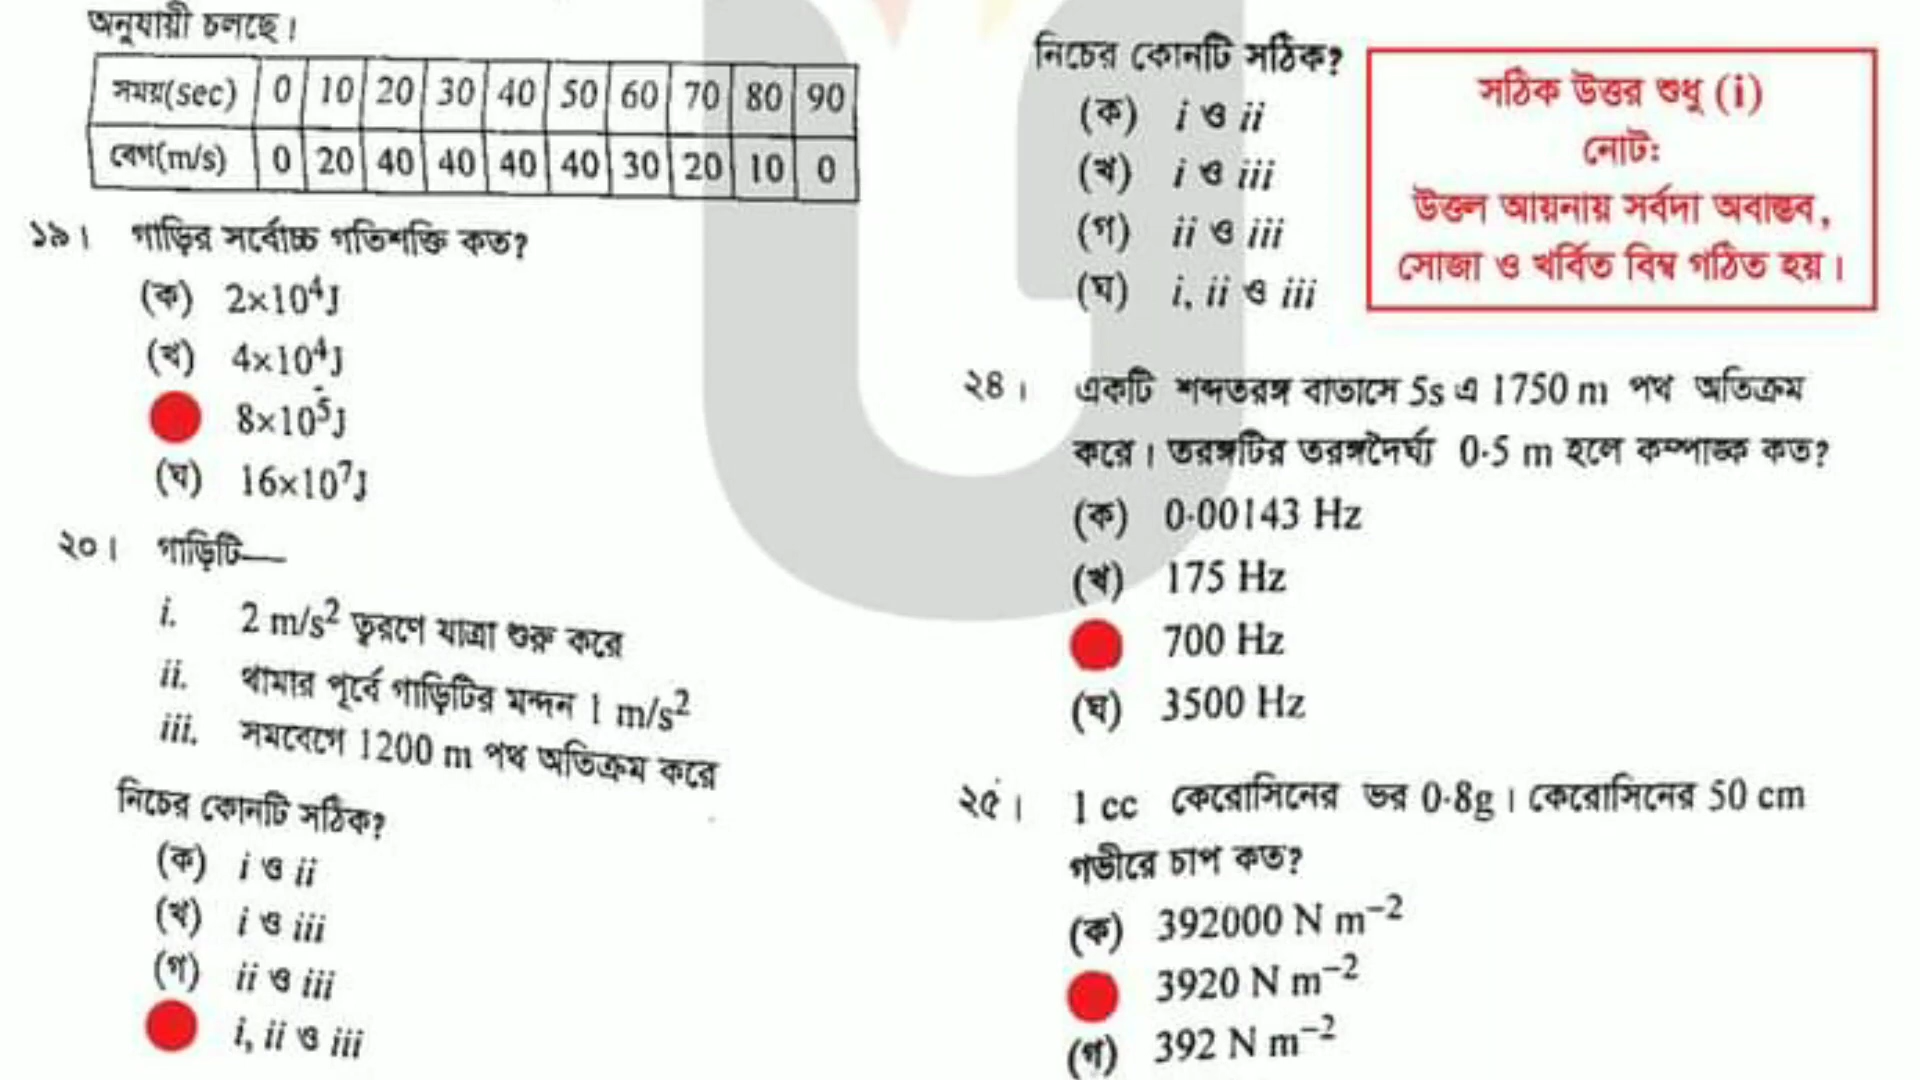 অনুযায়ী চলছে।
সময়(sec) 0 10 20 30 40 50 60 70 80 90
বেগ(m/s) 0 20 40 40 40 40 30 20 10 0
১৯। গাড়ির সর্বোচ্চ গতিশক্তি কত?
(ক) 2×10⁴J
(খ) 4×10⁴J
8×10⁵J
(ঘ) 16×10⁷J
২০। গাড়িটি—
i. 2 m/s² ত্বরণে যাত্রা শুরু করে
ii. থামার পূর্বে গাড়িটির মন্দন 1 m/s²
iii. সমবেগে 1200 m পথ অতিক্রম করে
নিচের কোনটি সঠিক?
(ক) i ও ii
(খ) i ও iii
(গ) ii ও iii
i, ii ও iii
নিচের কোনটি সঠিক?
(ক) i ও ii
(খ) i ও iii
(গ) ii ও iii
(ঘ) i, ii ও iii
সঠিক উত্তর শুধু (i)
নোটঃ
উত্তল আয়নায় সর্বদা অবাস্তব,
সোজা ও খর্বিত বিম্ব গঠিত হয়।
২৪। একটি শব্দতরঙ্গ বাতাসে 5s এ 1750 m পথ অতিক্রম
করে। তরঙ্গটির তরঙ্গদৈর্ঘ্য 0·5 m হলে কম্পাঙ্ক কত?
(ক) 0·00143 Hz
(খ) 175 Hz
700 Hz
(ঘ) 3500 Hz
২৫। 1 cc কেরোসিনের ভর 0·8g। কেরোসিনের 50 cm
গভীরে চাপ কত?
(ক) 392000 N m⁻²
3920 N m⁻²
(গ) 392 N m⁻²